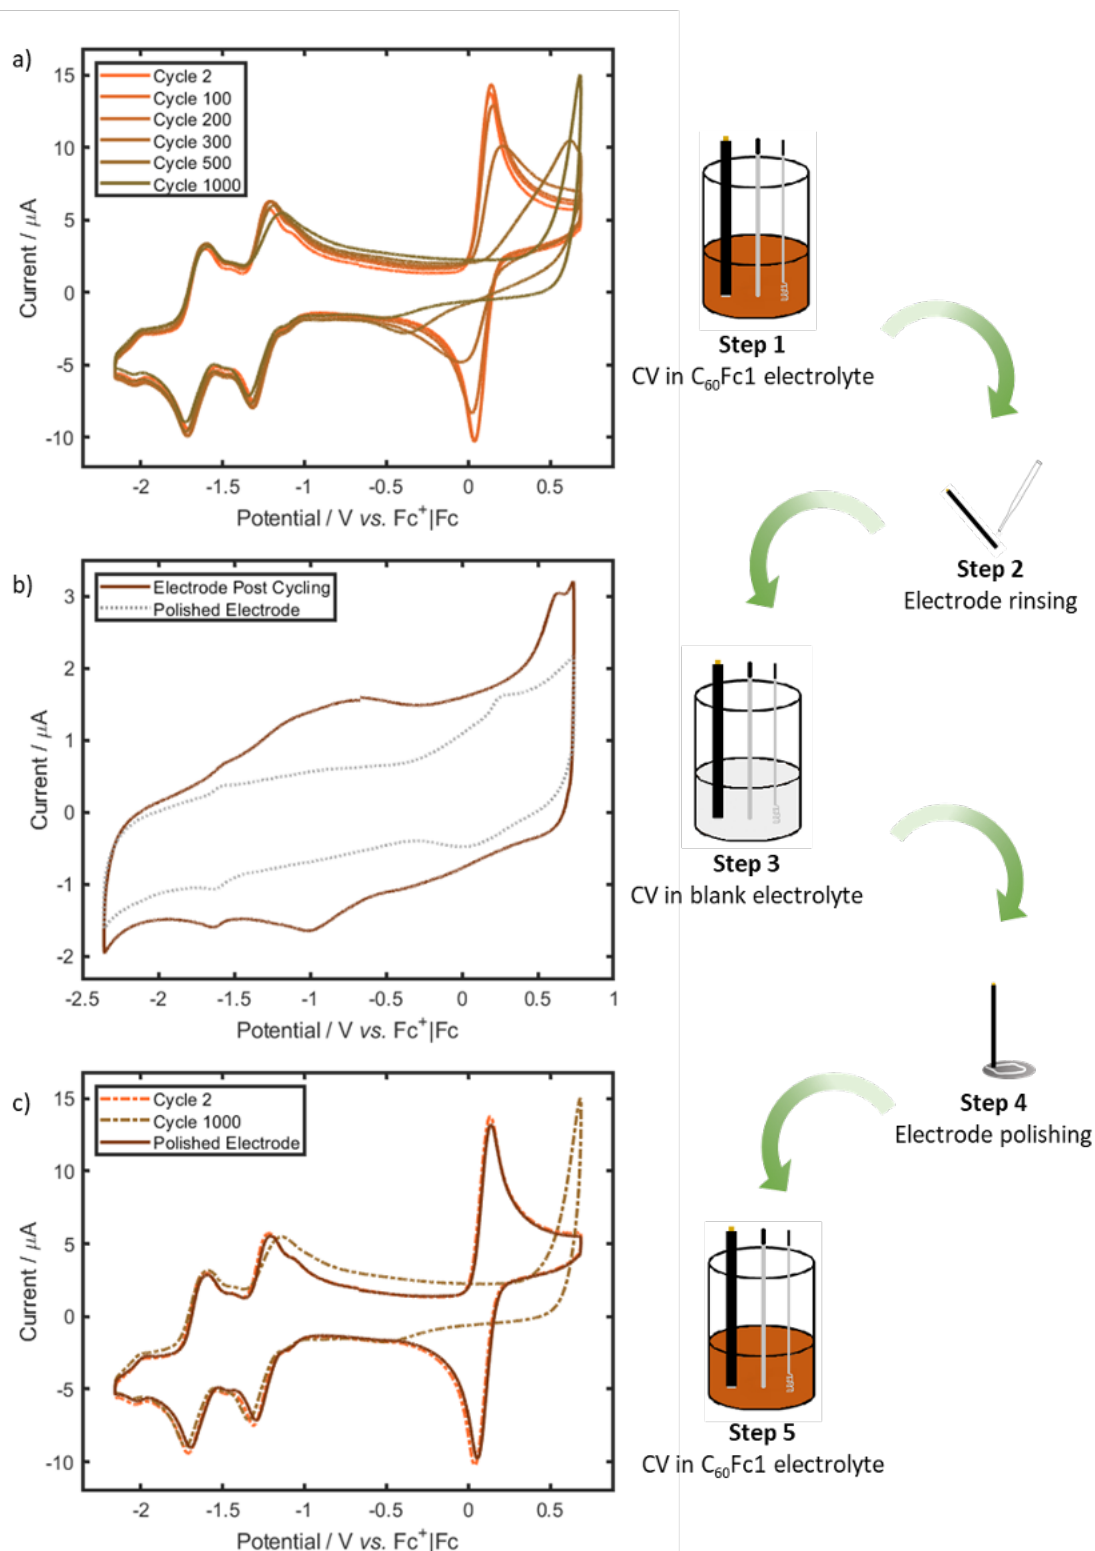 a)
Cycle 2
Cycle 100
Cycle 200
Cycle 300
Cycle 500
Cycle 1000
15
10
5
0
-5
-10
Current / μA
-2
-1.5
-1
-0.5
0
0.5
Potential / V vs. Fc⁺|Fc
Step 1
CV in C₆₀Fc1 electrolyte
Step 2
Electrode rinsing
b)
Electrode Post Cycling
Polished Electrode
3
2
1
0
-1
-2
Current / μA
-2.5
-2
-1.5
-1
-0.5
0
0.5
1
Potential / V vs. Fc⁺|Fc
Step 3
CV in blank electrolyte
Step 4
Electrode polishing
c)
Cycle 2
Cycle 1000
Polished Electrode
15
10
5
0
-5
-10
Current / μA
-2
-1.5
-1
-0.5
0
0.5
Potential / V vs. Fc⁺|Fc
Step 5
CV in C₆₀Fc1 electrolyte